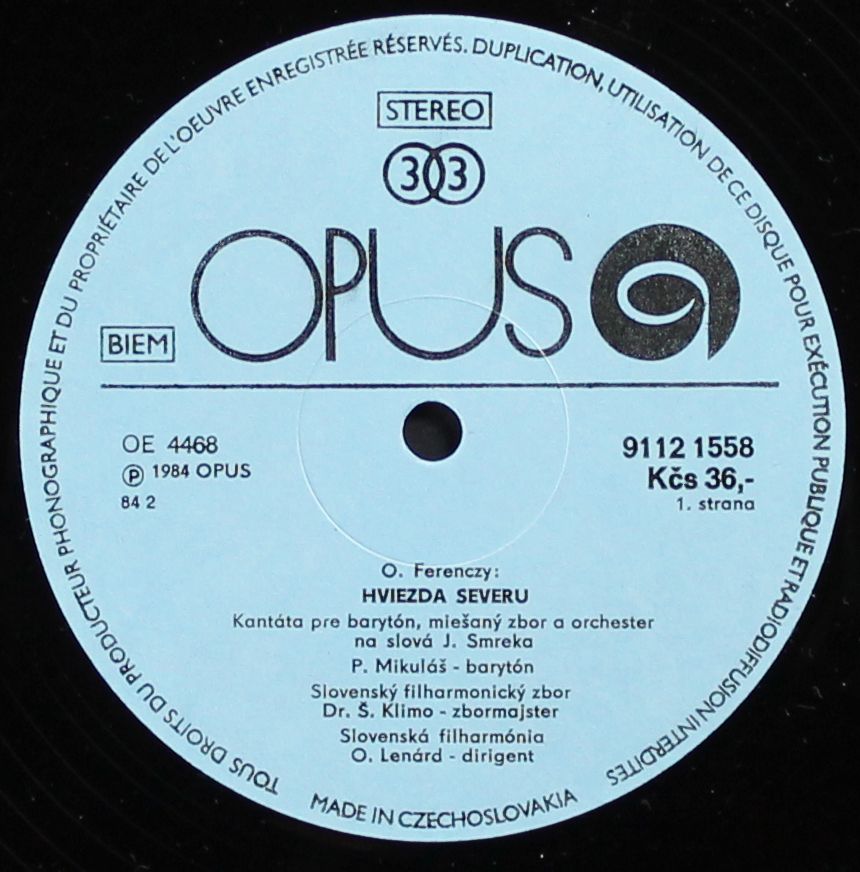 TOUS DROITS DU PRODUCTEUR PHONOGRAPHIQUE ET DU PROPRIÉTAIRE DE L'OEUVRE ENREGISTRÉE RÉSERVÉS. DUPLICATION, UTILISATION DE CE DISQUE POUR EXÉCUTION PUBLIQUE ET RADIODIFFUSION INTERDITES
STEREO
33
OPUS
BIEM
OE 4468
℗ 1984 OPUS
84 2
9112 1558
Kčs 36,-
1. strana
O. Ferenczy:
HVIEZDA SEVERU
Kantáta pre barytón, miešaný zbor a orchester
na slová J. Smreka
P. Mikuláš - barytón
Slovenský filharmonický zbor
Dr. Š. Klimo - zbormajster
Slovenská filharmónia
O. Lenárd - dirigent
MADE IN CZECHOSLOVAKIA